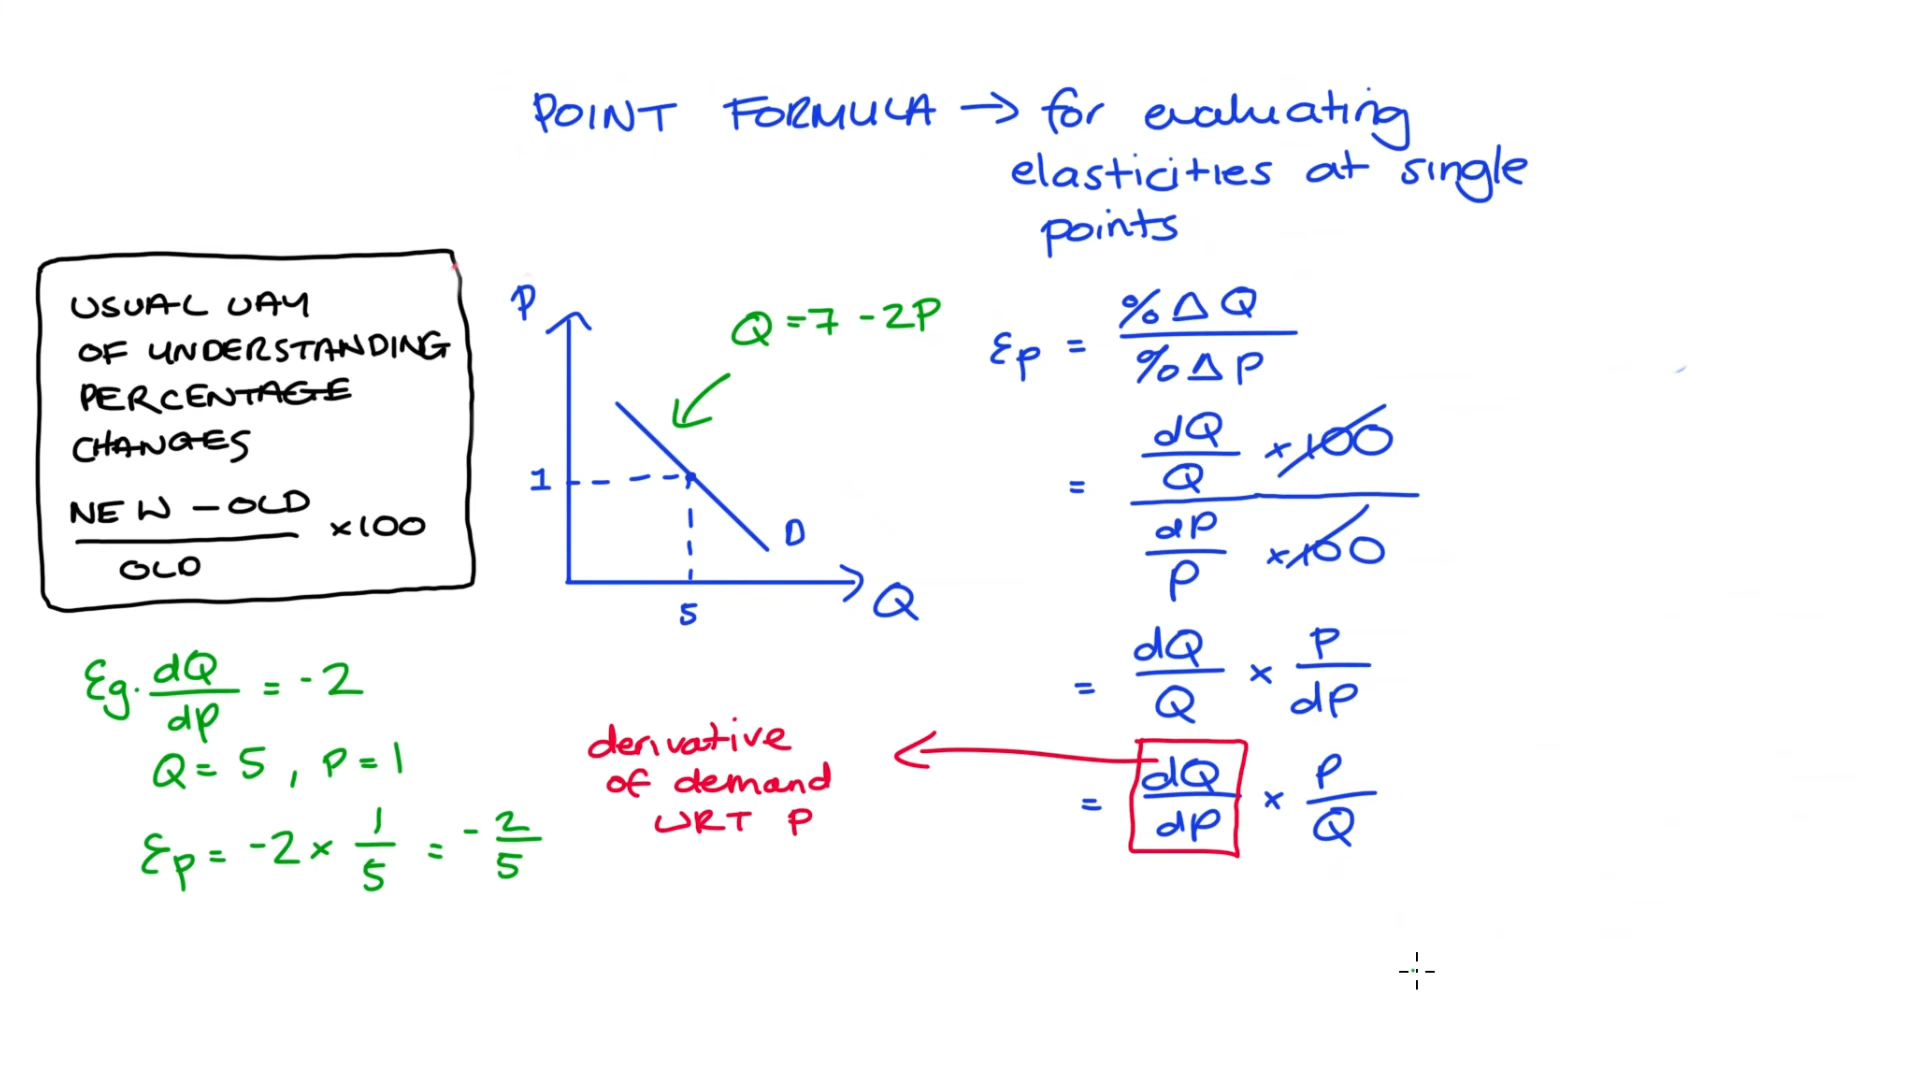 POINT FORMULA → for evaluating
elasticities at single
points
USUAL WAY
OF UNDERSTANDING
PERCENTAGE
CHANGES
NEW - OLD
OLD
×100
P
Q = 7 - 2P
1
D
5
Q
Ep = %ΔQ
%ΔP
= dQ
Q
×100
dP
P
×100
= dQ/Q × P/dP
= dQ/dP × P/Q
derivative
of demand
WRT P
Eg. dQ/dP = -2
Q = 5, P = 1
Ep = -2 × 1/5 = -2/5